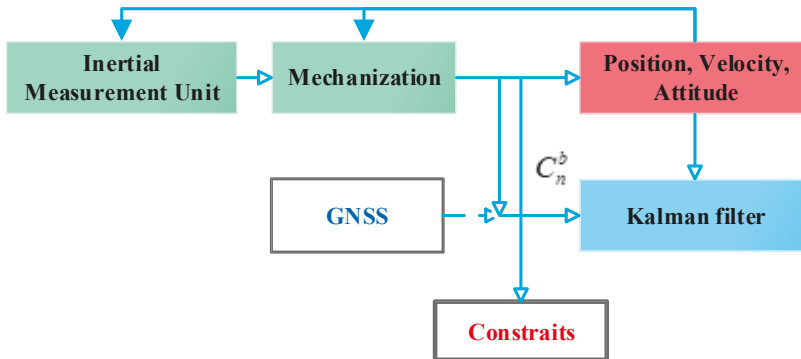 Inertial
Measurement Unit
Mechanization
Position, Velocity,
Attitude
C_n^b
GNSS
Kalman filter
Constraits